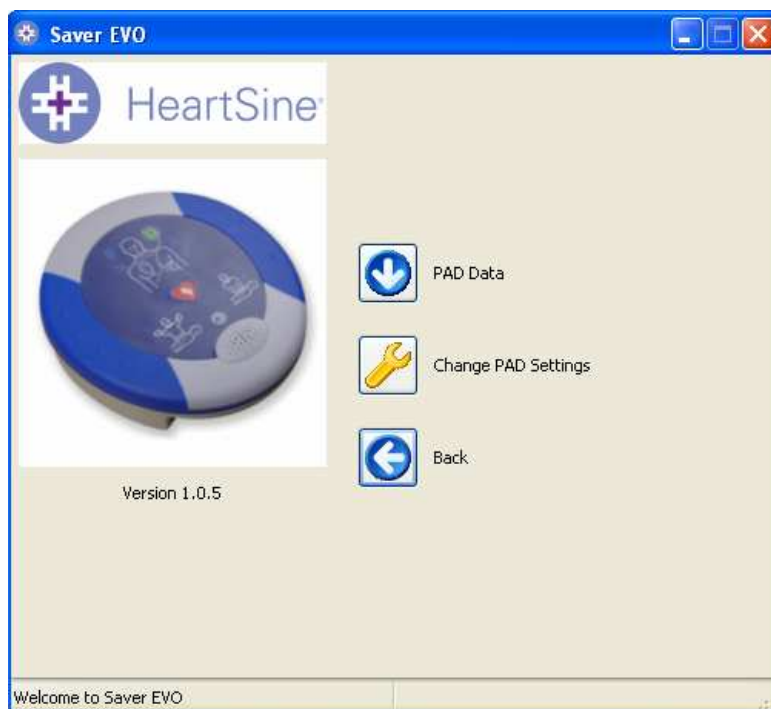 Saver EVO
HeartSine
PAD Data
Change PAD Settings
Back
Version 1.0.5
Welcome to Saver EVO